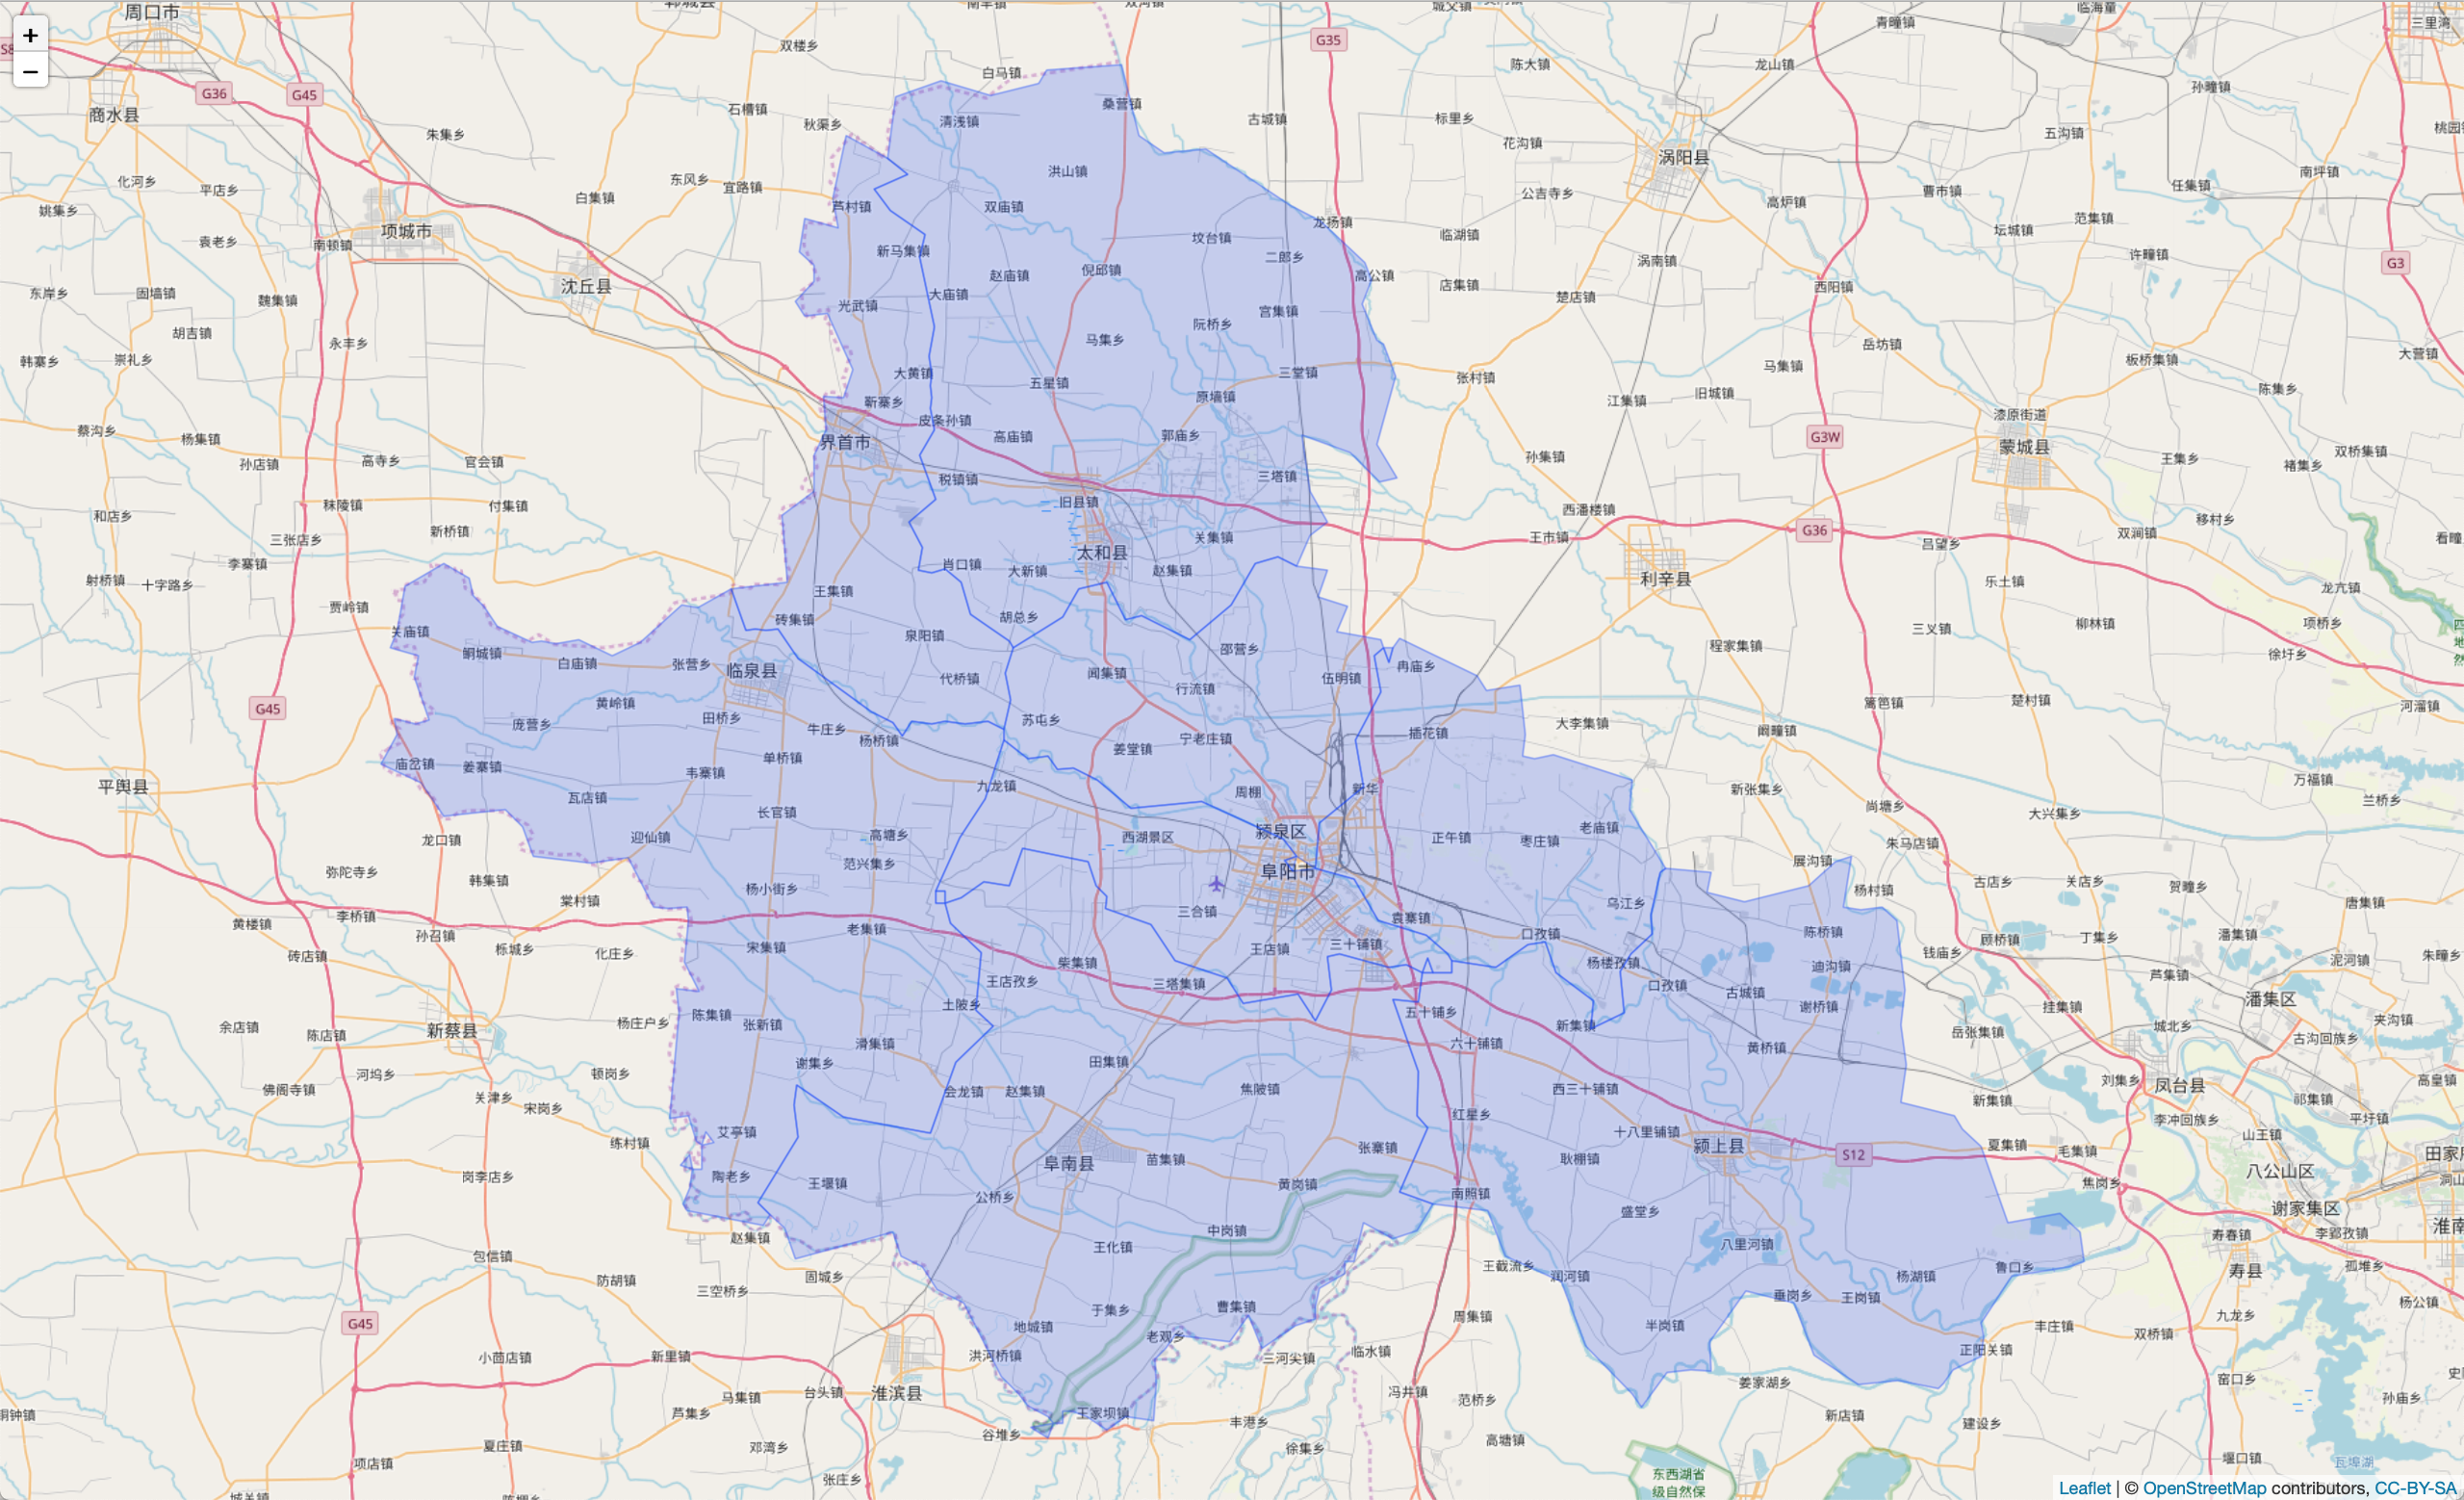 周口市
双河镇
城父镇
临海童
三里湾
+
−
G36
G45
G35
青疃镇
双楼乡
白马镇
陈大镇
龙山镇
孙疃镇
商水县
石槽镇
秋渠乡
清浅镇
桑营镇
古城镇
标里乡
花沟镇
五沟镇
朱集乡
涡阳县
化河乡
平店乡
东风乡
宜路镇
洪山镇
南坪镇
任集镇
姚集乡
白集镇
芦村镇
双庙镇
公吉寺乡
高炉镇
曹市镇
范集镇
项城市
袁老乡
南顿镇
新马集镇
坟台镇
龙扬镇
临湖镇
坛城镇
沈丘县
赵庙镇
倪邱镇
二郎乡
高公镇
涡南镇
许疃镇
G3
东岸乡
固墙镇
魏集镇
光武镇
大庙镇
宫集镇
店集镇
楚店镇
西阳镇
胡吉镇
永丰乡
马集乡
阮桥乡
岳坊镇
大营镇
韩寨乡
崇礼乡
大黄镇
五星镇
三堂镇
张村镇
马集镇
板桥集镇
陈集乡
靳寨乡
皮条孙镇
原墙镇
江集镇
旧城镇
漆原街道
蔡沟乡
杨集镇
界首市
高庙镇
郭庙乡
G3W
蒙城县
孙店镇
高寺乡
官会镇
税镇镇
三塔镇
孙集镇
王集乡
褚集乡
双桥集镇
秣陵镇
付集镇
旧县镇
西潘楼镇
移村乡
和店乡
新桥镇
G36
三张店乡
太和县
关集镇
王市镇
吕望乡
双涧镇
看疃
李寨镇
肖口镇
大新镇
赵集镇
利辛县
射桥镇
十字路乡
王集镇
乐土镇
龙亢镇
贾岭镇
砖集镇
胡总乡
三义镇
柳林镇
项桥乡
关庙镇
泉阳镇
邵营乡
程家集镇
鲖城镇
白庙镇
张营乡
临泉县
代桥镇
闻集镇
伍明镇
冉庙乡
徐圩乡
黄岭镇
行流镇
G45
庞营乡
田桥乡
牛庄乡
杨桥镇
苏屯乡
姜堂镇
宁老庄镇
插花镇
大李集镇
阚疃镇
篱笆镇
楚村镇
河溜镇
平舆县
庙岔镇
姜寨镇
韦寨镇
单桥镇
九龙镇
周棚
新华
新张集乡
万福镇
瓦店镇
长官镇
尚塘乡
大兴集乡
兰桥乡
龙口镇
迎仙镇
高塘乡
西湖景区
颍泉区
正午镇
枣庄镇
老庙镇
朱马店镇
弥陀寺乡
韩集镇
范兴集乡
阜阳市
展沟镇
古店乡
关店乡
贺疃乡
杨小街乡
棠村镇
杨村镇
唐集镇
黄楼镇
李桥镇
孙召镇
老集镇
三合镇
袁寨镇
乌江乡
陈桥镇
栎城乡
化庄乡
宋集镇
王店镇
三十铺镇
口孜镇
顾桥镇
丁集乡
潘集镇
砖店镇
柴集镇
杨楼孜镇
迪沟镇
钱庙乡
芦集镇
泥河镇
朱疃乡
王店孜乡
三塔集镇
口孜镇
古城镇
谢桥镇
潘集区
余店镇
陈店镇
新蔡县
杨庄户乡
陈集镇
张新镇
土陂乡
五十铺乡
新集镇
挂集镇
岳张集镇
城北乡
夹沟镇
河坞乡
滑集镇
六十铺镇
黄桥镇
古沟回族乡
佛阁寺镇
顿岗乡
谢集乡
田集镇
刘集乡
凤台县
高皇镇
关津乡
宋岗乡
会龙镇
赵集镇
焦陂镇
西三十铺镇
新集镇
祁集镇
练村镇
艾亭镇
红星乡
十八里铺镇
颍上县
李冲回族乡
平圩镇
张寨镇
S12
夏集镇
毛集镇
山王镇
岗李店乡
陶老乡
王堰镇
阜南县
苗集镇
黄岗镇
南照镇
耿棚镇
焦岗乡
八公山区
公桥乡
盛堂乡
谢家集区
赵集镇
中岗镇
王化镇
八里河镇
寿春镇
李郢孜镇
包信镇
防胡镇
三空桥乡
固城乡
王截流乡
润河镇
杨湖镇
鲁口乡
寿县
孤堆乡
G45
地城镇
于集乡
曹集镇
老观乡
周集镇
半岗镇
垂岗乡
王岗镇
丰庄镇
九龙乡
杨公镇
小茴店镇
新里镇
洪河桥镇
三河尖镇
临水镇
正阳关镇
双桥镇
马集镇
台头镇
淮滨县
冯井镇
范桥乡
姜家湖乡
窑口乡
孙庙乡
铜钟镇
芦集乡
王家坝镇
丰港乡
新店镇
建设乡
夏庄镇
邓湾乡
谷堆乡
徐集乡
高塘镇
堰口镇
瓦埠湖
项店镇
张庄乡
东西湖省
级自然保
Leaflet | © OpenStreetMap contributors, CC-BY-SA